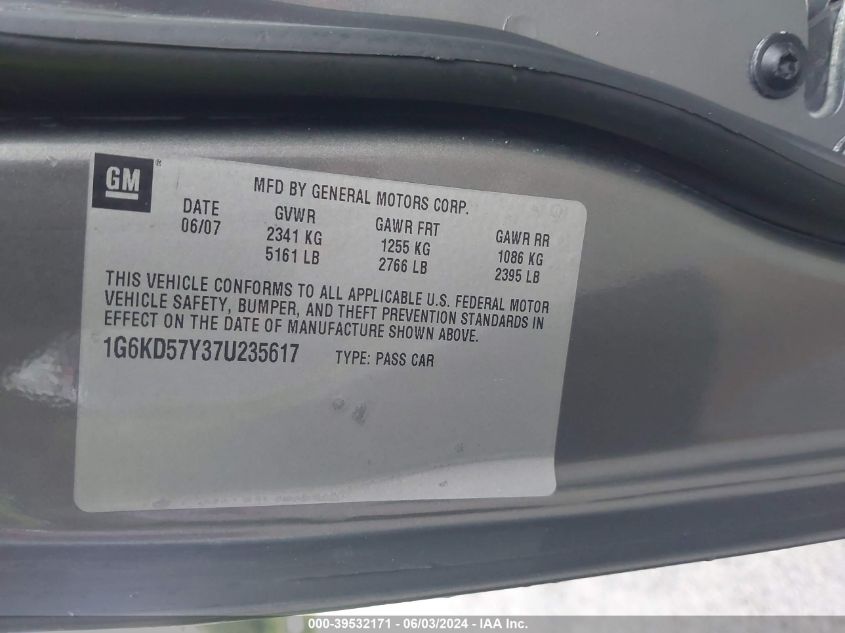 GM
MFD BY GENERAL MOTORS CORP.
DATE GVWR GAWR FRT GAWR RR
06/07 2341 KG 1255 KG 1086 KG
5161 LB 2766 LB 2395 LB
THIS VEHICLE CONFORMS TO ALL APPLICABLE U.S. FEDERAL MOTOR
VEHICLE SAFETY, BUMPER, AND THEFT PREVENTION STANDARDS IN
EFFECT ON THE DATE OF MANUFACTURE SHOWN ABOVE.
1G6KD57Y37U235617 TYPE: PASS CAR
000-39532171 - 06/03/2024 - IAA Inc.